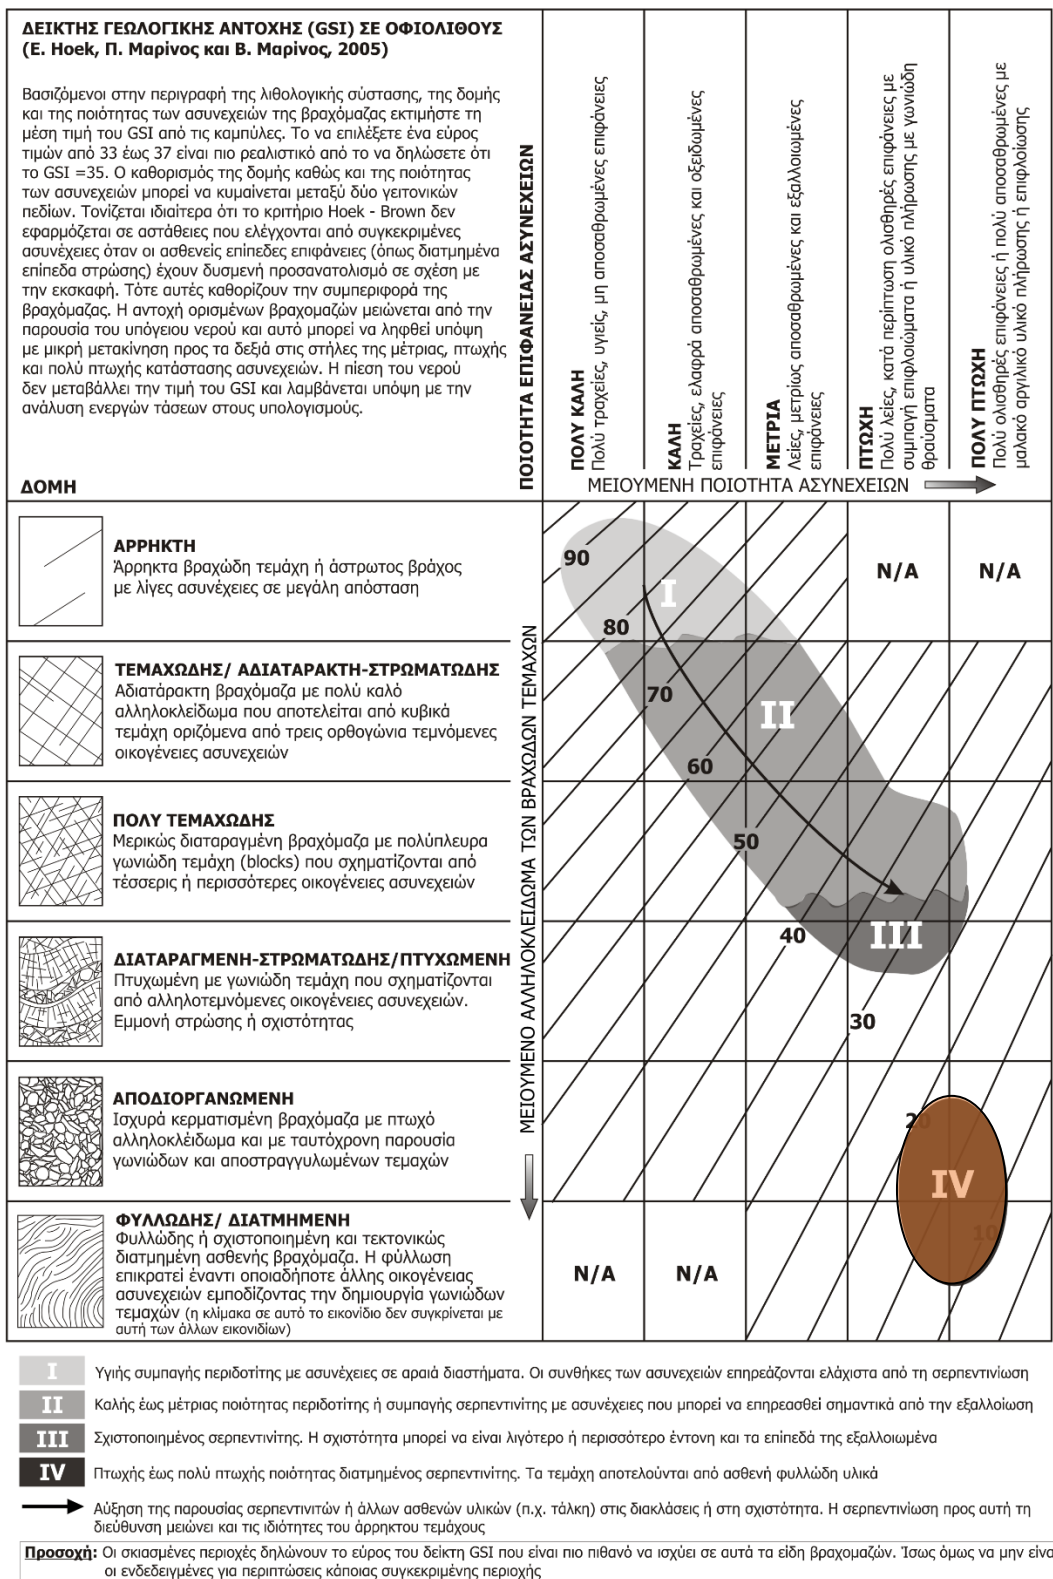 ΔΕΙΚΤΗΣ ΓΕΩΛΟΓΙΚΗΣ ΑΝΤΟΧΗΣ (GSI) ΣΕ ΟΦΙΟΛΙΘΟΥΣ
(E. Hoek, Π. Μαρίνος και Β. Μαρίνος, 2005)
Βασιζόμενοι στην περιγραφή της λιθολογικής σύστασης, της δομής
και της ποιότητας των ασυνεχειών της βραχόμαζας εκτιμήστε τη
μέση τιμή του GSI από τις καμπύλες. Το να επιλέξετε ένα εύρος
τιμών από 33 έως 37 είναι πιο ρεαλιστικό από το να δηλώσετε ότι
το GSI =35. Ο καθορισμός της δομής καθώς και της ποιότητας
των ασυνεχειών μπορεί να κυμαίνεται μεταξύ δύο γειτονικών
πεδίων. Τονίζεται ιδιαίτερα ότι το κριτήριο Hoek - Brown δεν
εφαρμόζεται σε αστάθειες που ελέγχονται από συγκεκριμένες
ασυνέχειες όταν οι ασθενείς επίπεδες επιφάνειες (όπως διατμημένα
επίπεδα στρώσης) έχουν δυσμενή προσανατολισμό σε σχέση με
την εκσκαφή. Τότε αυτές καθορίζουν την συμπεριφορά της
βραχόμαζας. Η αντοχή ορισμένων βραχομαζών μειώνεται από την
παρουσία του υπόγειου νερού και αυτό μπορεί να ληφθεί υπόψη
με μικρή μετακίνηση προς τα δεξιά στις στήλες της μέτριας, πτωχής
και πολύ πτωχής κατάστασης ασυνεχειών. Η πίεση του νερού
δεν μεταβάλλει την τιμή του GSI και λαμβάνεται υπόψη με την
ανάλυση ενεργών τάσεων στους υπολογισμούς.
ΔΟΜΗ
ΠΟΙΟΤΗΤΑ ΕΠΙΦΑΝΕΙΑΣ ΑΣΥΝΕΧΕΙΩΝ
ΠΟΛΥ ΚΑΛΗ
Πολύ τραχείες, υγιείς, μη αποσαθρωμένες επιφάνειες
ΚΑΛΗ
Τραχείες, ελαφρά αποσαθρωμένες και οξειδωμένες
επιφάνειες
ΜΕΤΡΙΑ
Λείες, μετρίως αποσαθρωμένες και εξαλλοιωμένες
επιφάνειες
ΠΤΩΧΗ
Πολύ λείες, κατά περίπτωση ολισθηρές επιφάνειες με
συμπαγή επιφλοιώματα ή υλικό πλήρωσης με γωνιώδη
θραύσματα
ΠΟΛΥ ΠΤΩΧΗ
Πολύ ολισθηρές επιφάνειες ή πολύ αποσαθρωμένες με
μαλακό αργιλικό υλικό πλήρωσης ή επιφλοίωσης
ΜΕΙΟΥΜΕΝΗ ΠΟΙΟΤΗΤΑ ΑΣΥΝΕΧΕΙΩΝ
ΜΕΙΟΥΜΕΝΟ ΑΛΛΗΛΟΚΛΕΙΔΩΜΑ ΤΩΝ ΒΡΑΧΩΔΩΝ ΤΕΜΑΧΩΝ
ΑΡΡΗΚΤΗ
Άρρηκτα βραχώδη τεμάχη ή άστρωτος βράχος
με λίγες ασυνέχειες σε μεγάλη απόσταση
90
I
N/A
N/A
80
ΤΕΜΑΧΩΔΗΣ/ ΑΔΙΑΤΑΡΑΚΤΗ-ΣΤΡΩΜΑΤΩΔΗΣ
Αδιατάρακτη βραχόμαζα με πολύ καλό
αλληλοκλείδωμα που αποτελείται από κυβικά
τεμάχη οριζόμενα από τρεις ορθογώνια τεμνόμενες
οικογένειες ασυνεχειών
70
II
60
ΠΟΛΥ ΤΕΜΑΧΩΔΗΣ
Μερικώς διαταραγμένη βραχόμαζα με πολύπλευρα
γωνιώδη τεμάχη (blocks) που σχηματίζονται από
τέσσερις ή περισσότερες οικογένειες ασυνεχειών
50
ΔΙΑΤΑΡΑΓΜΕΝΗ-ΣΤΡΩΜΑΤΩΔΗΣ/ΠΤΥΧΩΜΕΝΗ
Πτυχωμένη με γωνιώδη τεμάχη που σχηματίζονται
από αλληλοτεμνόμενες οικογένειες ασυνεχειών.
Εμμονή στρώσης ή σχιστότητας
40
III
30
ΑΠΟΔΙΟΡΓΑΝΩΜΕΝΗ
Ισχυρά κερματισμένη βραχόμαζα με πτωχό
αλληλοκλείδωμα και με ταυτόχρονη παρουσία
γωνιώδων και αποστραγγυλωμένων τεμαχών
20
IV
ΦΥΛΛΩΔΗΣ/ ΔΙΑΤΜΗΜΕΝΗ
Φυλλώδης ή σχιστοποιημένη και τεκτονικώς
διατμημένη ασθενής βραχόμαζα. Η φύλλωση
επικρατεί έναντι οποιαδήποτε άλλης οικογένειας
ασυνεχειών εμποδίζοντας την δημιουργία γωνιώδων
τεμαχών (η κλίμακα σε αυτό το εικονίδιο δεν συγκρίνεται με
αυτή των άλλων εικονιδίων)
N/A
N/A
10
I Υγιής συμπαγής περιδοτίτης με ασυνέχειες σε αραιά διαστήματα. Οι συνθήκες των ασυνεχειών επηρεάζονται ελάχιστα από τη σερπεντινίωση
II Καλής έως μέτριας ποιότητας περιδοτίτης ή συμπαγής σερπεντινίτης με ασυνέχειες που μπορεί να επηρεασθεί σημαντικά από την εξαλλοίωση
III Σχιστοποιημένος σερπεντινίτης. Η σχιστότητα μπορεί να είναι λιγότερο ή περισσότερο έντονη και τα επίπεδά της εξαλλοιωμένα
IV Πτωχής έως πολύ πτωχής ποιότητας διατμημένος σερπεντινίτης. Τα τεμάχη αποτελούνται από ασθενή φυλλώδη υλικά
Αύξηση της παρουσίας σερπεντινιτών ή άλλων ασθενών υλικών (π.χ. τάλκη) στις διακλάσεις ή στη σχιστότητα. Η σερπεντινίωση προς αυτή τη
διεύθυνση μειώνει και τις ιδιότητες του άρρηκτου τεμάχους
Προσοχή: Οι σκιασμένες περιοχές δηλώνουν το εύρος του δείκτη GSI που είναι πιο πιθανό να ισχύει σε αυτά τα είδη βραχομαζών. Ίσως όμως να μην είνα
οι ενδεδειγμένες για περιπτώσεις κάποιας συγκεκριμένης περιοχής